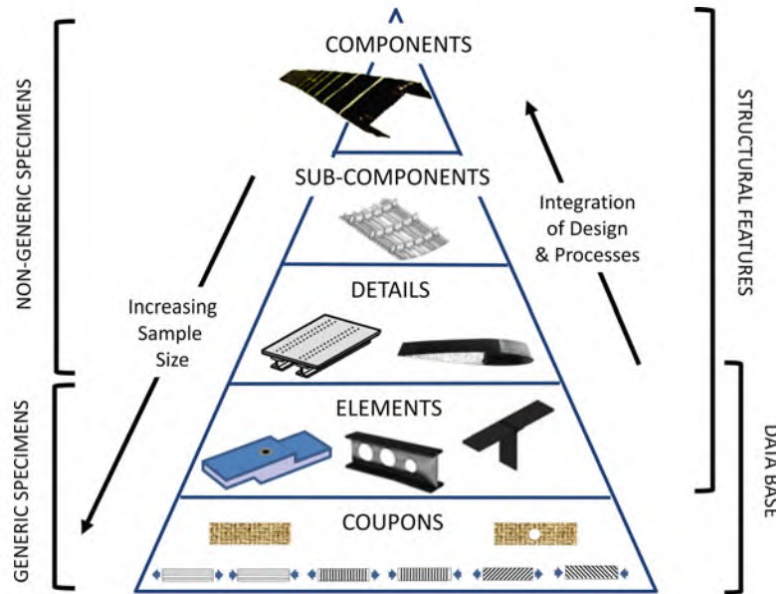 COMPONENTS
NON-GENERIC SPECIMENS
STRUCTURAL FEATURES
SUB-COMPONENTS
Integration
of Design
& Processes
DETAILS
Increasing
Sample
Size
ELEMENTS
GENERIC SPECIMENS
DATA BASE
COUPONS